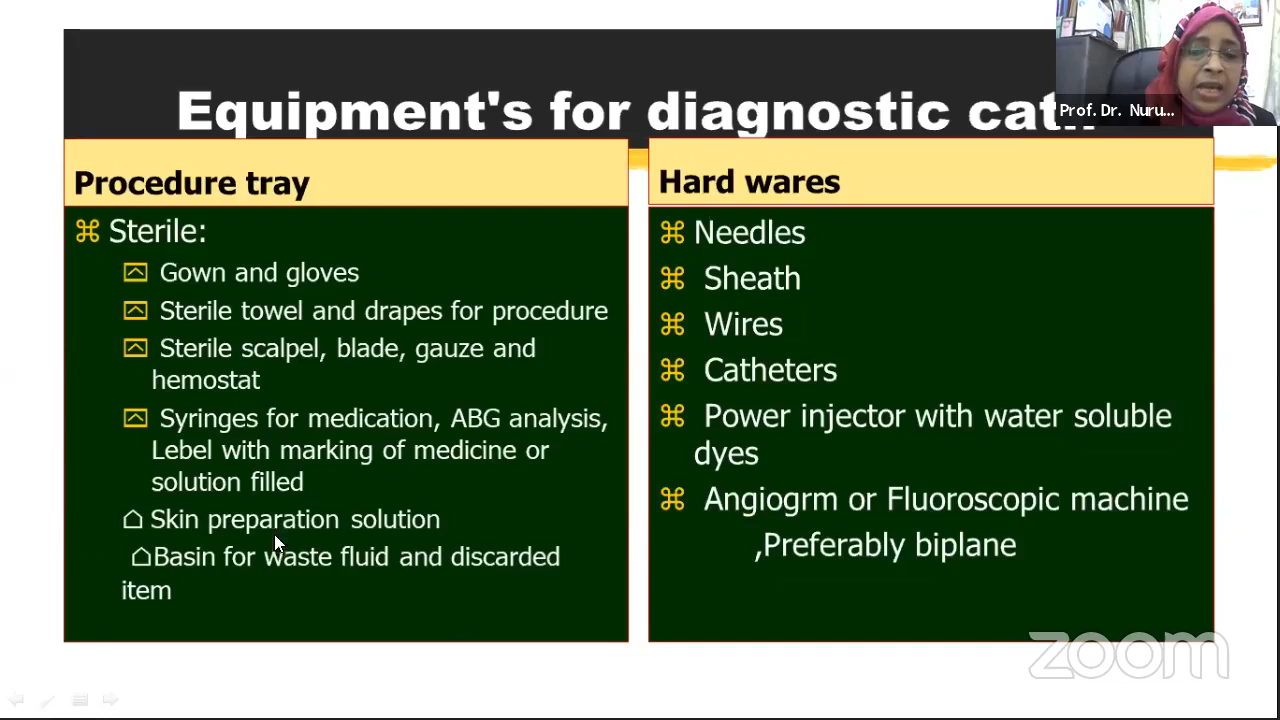 Equipment's for diagnostic
Prof. Dr. Nuru...
Procedure tray
Sterile:
Gown and gloves
Sterile towel and drapes for procedure
Sterile scalpel, blade, gauze and
hemostat
Syringes for medication, ABG analysis,
Lebel with marking of medicine or
solution filled
Skin preparation solution
Basin for waste fluid and discarded
item
Hard wares
Needles
Sheath
Wires
Catheters
Power injector with water soluble
dyes
Angiogrm or Fluoroscopic machine
,Preferably biplane
zoom